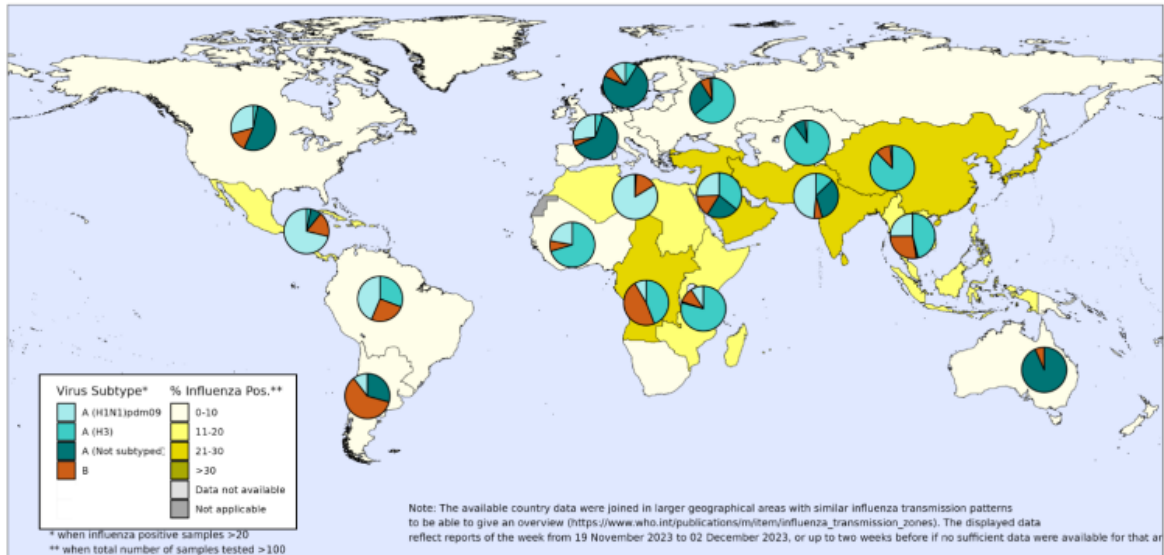 Virus Subtype*
A (H1N1)pdm09
A (H3)
A (Not subtyped)
B
% Influenza Pos.**
0-10
11-20
21-30
>30
Data not available
Not applicable
* when influenza positive samples >20
** when total number of samples tested >100
Note: The available country data were joined in larger geographical areas with similar influenza transmission patterns
to be able to give an overview (https://www.who.int/publications/m/item/influenza_transmission_zones). The displayed data
reflect reports of the week from 19 November 2023 to 02 December 2023, or up to two weeks before if no sufficient data were available for that ar